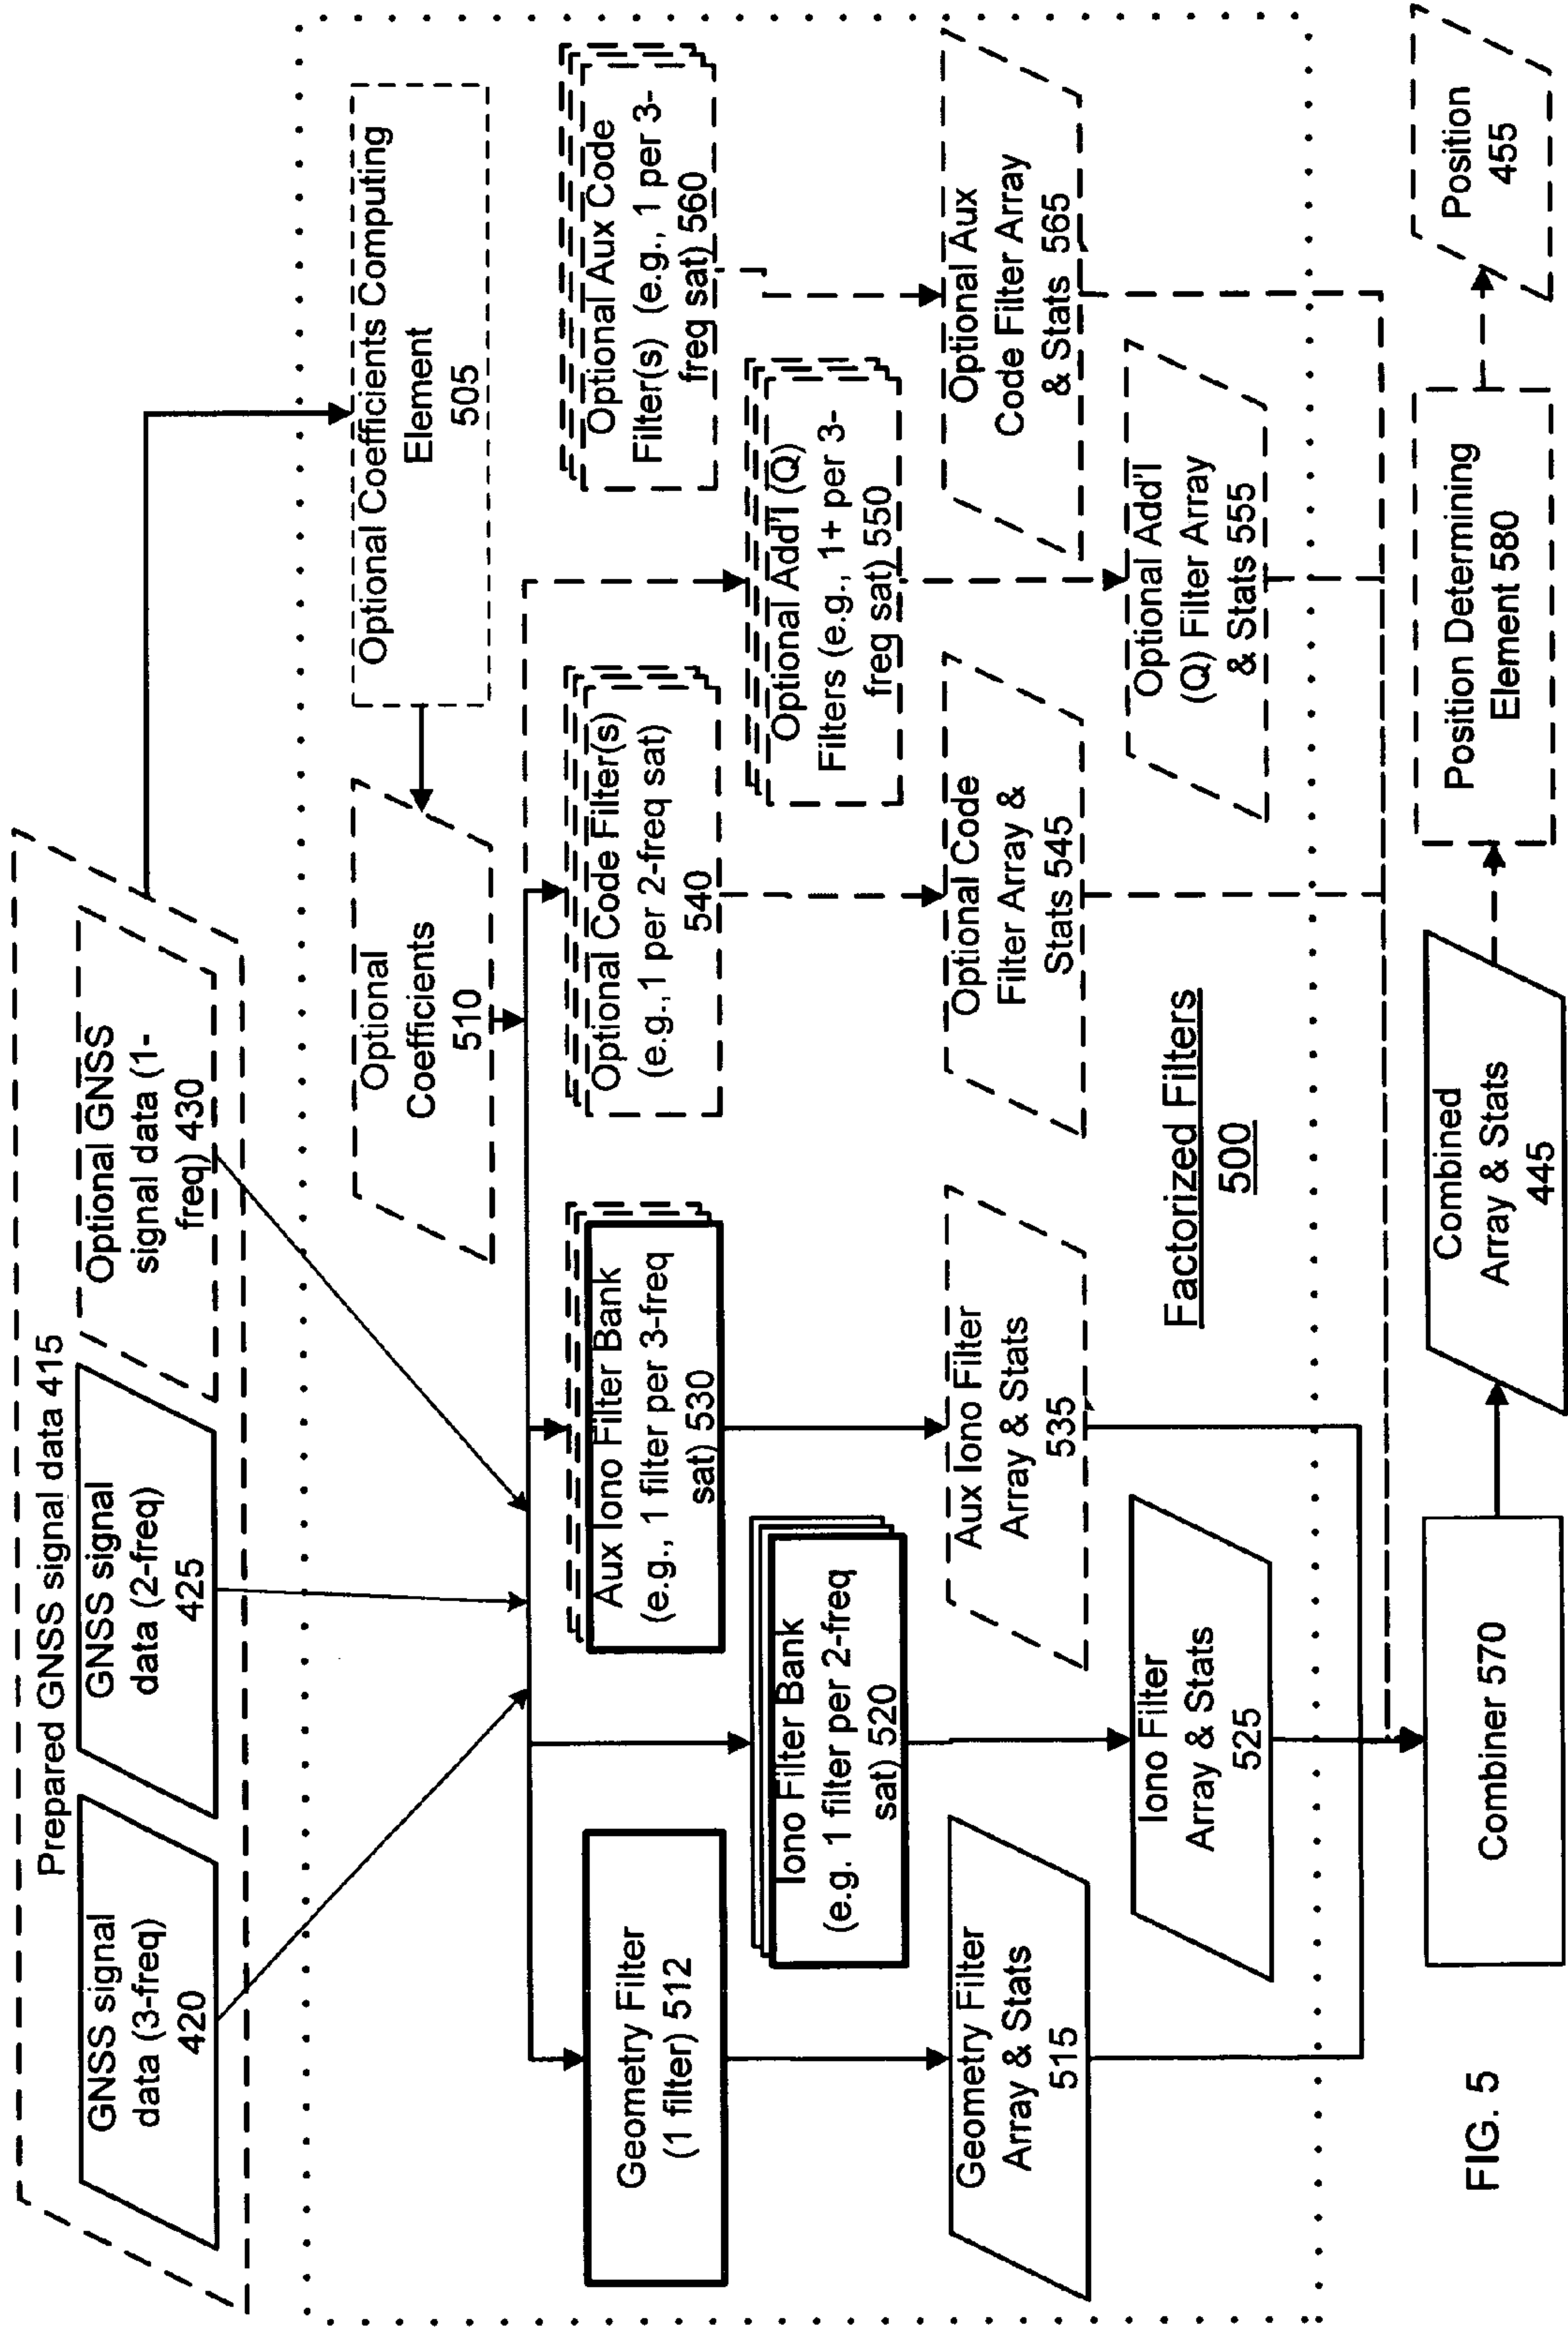 Prepared GNSS signal data 415
GNSS signal
data (3-freq)
420
GNSS signal
data (2-freq)
425
Optional GNSS
signal data (1-
freq) 430
Optional Coefficients Computing
Element
505
Optional
Coefficients
510
Geometry Filter
(1 filter) 512
Iono Filter Bank
(e.g. 1 filter per 2-freq
sat) 520
Aux Iono Filter Bank
(e.g., 1 filter per 3-freq
sat) 530
Optional Code Filter(s)
(e.g.,1 per 2-freq sat)
540
Optional Add'l (Q)
Filters (e.g., 1+ per 3-
freq sat) 550
Optional Aux Code
Filter(s) (e.g., 1 per 3-
freq sat) 560
Geometry Filter
Array & Stats
515
Iono Filter
Array & Stats
525
Aux Iono Filter
Array & Stats
535
Optional Code
Filter Array &
Stats 545
Optional Add'l
(Q) Filter Array
& Stats 555
Optional Aux
Code Filter Array
& Stats 565
Factorized Filters
500
Combiner 570
Combined
Array & Stats
445
Position Determining
Element 580
Position
455
FIG. 5